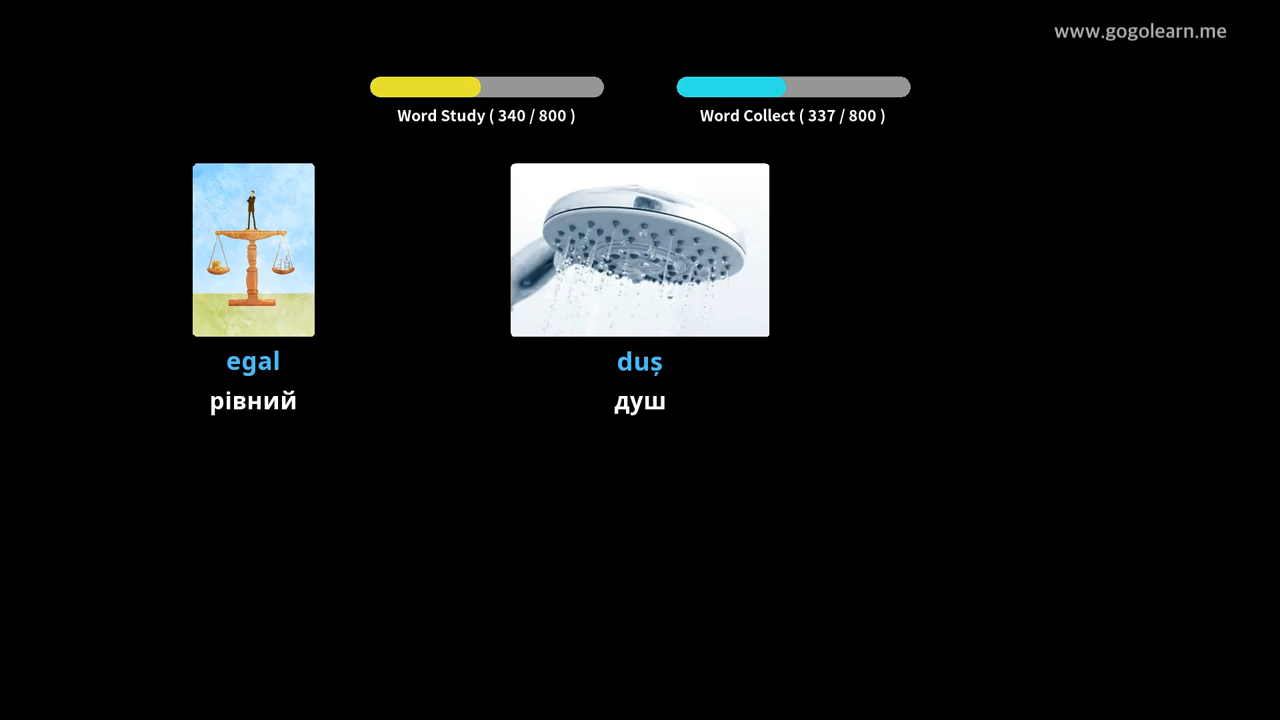 www.gogolearn.me
Word Study ( 340 / 800 )
Word Collect ( 337 / 800 )
egal
рівний
duș
душ